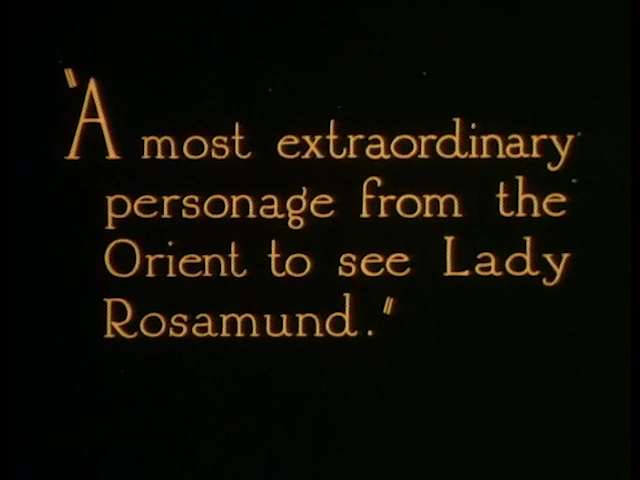 "A most extraordinary
personage from the
Orient to see Lady
Rosamund."